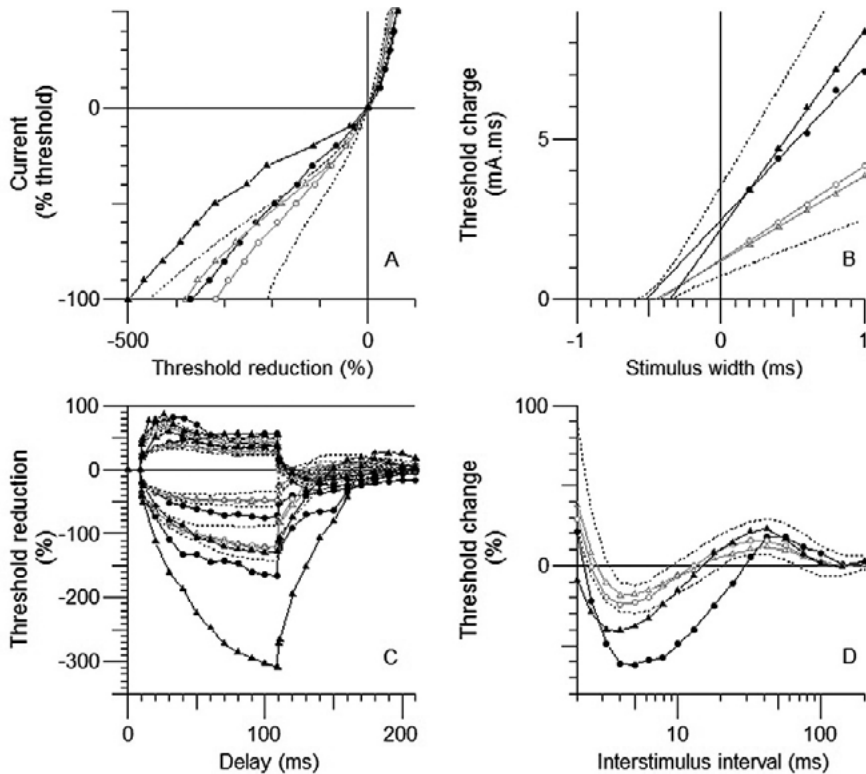 0
Current
(% threshold)
-100
-500
0
Threshold reduction (%)
A
5
Threshold charge
(mA.ms)
0
-1
0
1
Stimulus width (ms)
B
100
0
-100
-200
-300
Threshold reduction
(%)
0
100
200
Delay (ms)
C
100
0
Threshold change
(%)
10
100
Interstimulus interval (ms)
D